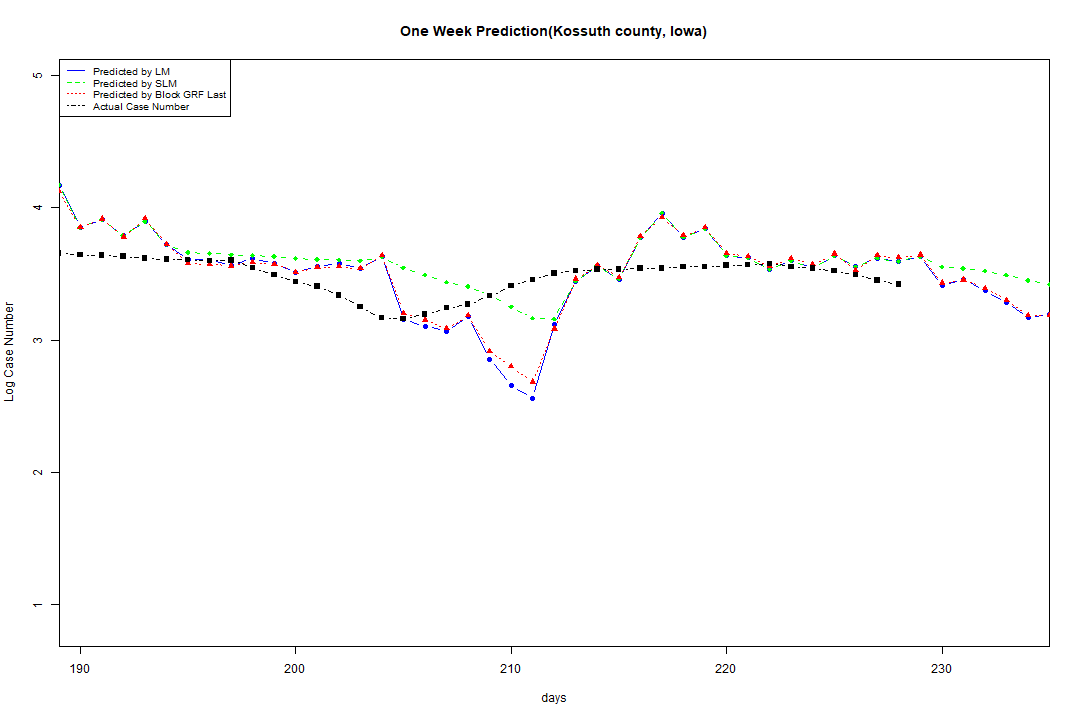 One Week Prediction(Kossuth county, Iowa)
Predicted by LM
Predicted by SLM
Predicted by Block GRF Last
Actual Case Number
5
4
3
2
1
Log Case Number
190 200 210 220 230
days